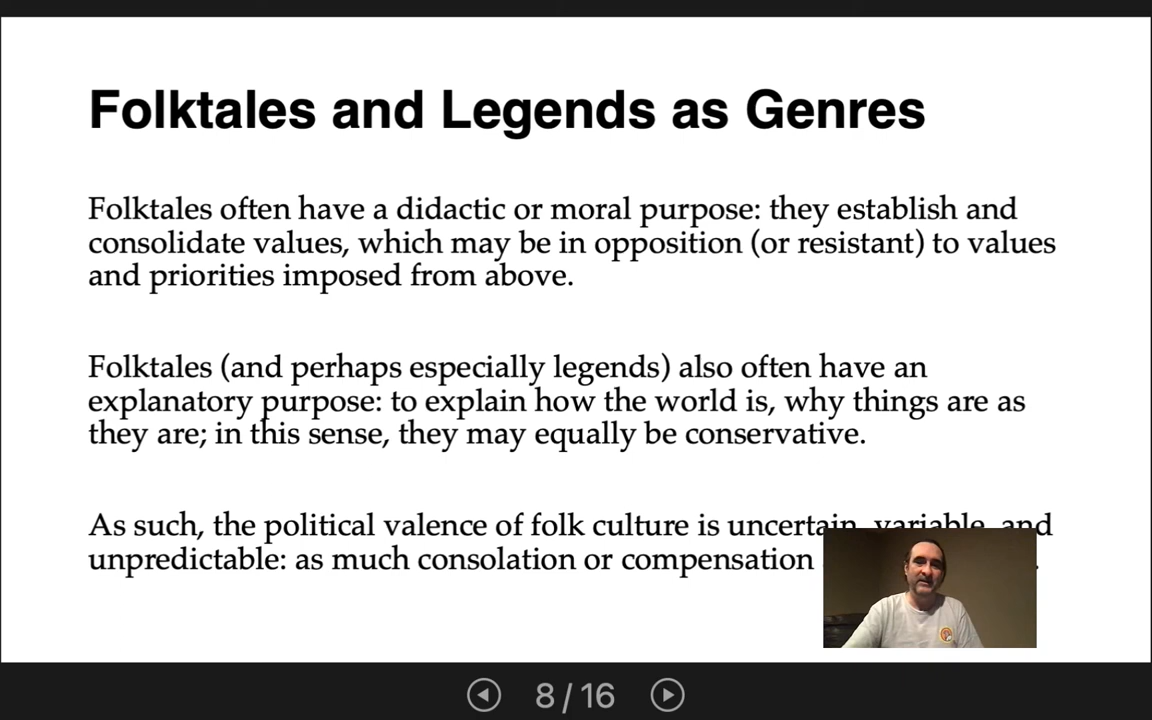 Folktales and Legends as Genres
Folktales often have a didactic or moral purpose: they establish and
consolidate values, which may be in opposition (or resistant) to values
and priorities imposed from above.
Folktales (and perhaps especially legends) also often have an
explanatory purpose: to explain how the world is, why things are as
they are; in this sense, they may equally be conservative.
As such, the political valence of folk culture is uncertain, variable, and
unpredictable: as much consolation or compensation
8/16